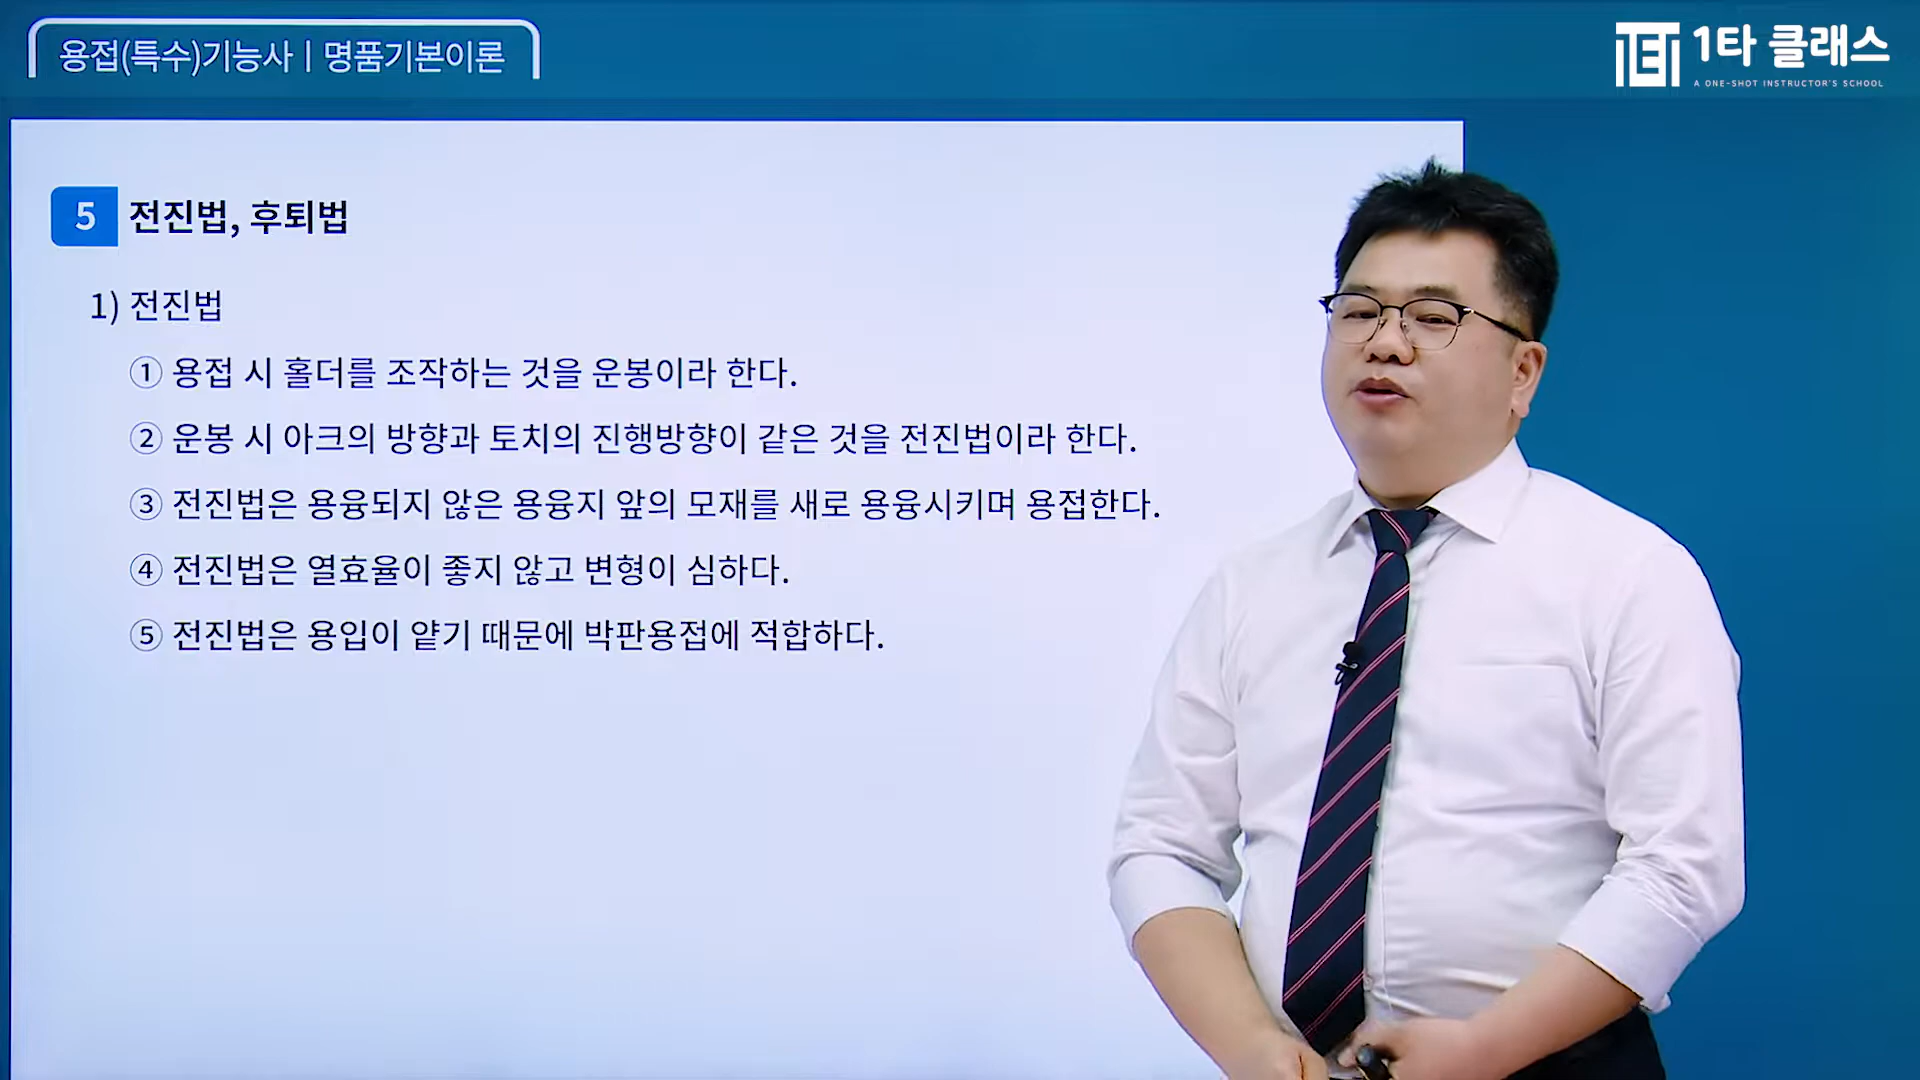 용접(특수)기능사 | 명품기본이론
1타 클래스
A ONE-SHOT INSTRUCTOR'S SCHOOL
5 전진법, 후퇴법
1) 전진법
① 용접 시 홀더를 조작하는 것을 운봉이라 한다.
② 운봉 시 아크의 방향과 토치의 진행방향이 같은 것을 전진법이라 한다.
③ 전진법은 용융되지 않은 용융지 앞의 모재를 새로 용융시키며 용접한다.
④ 전진법은 열효율이 좋지 않고 변형이 심하다.
⑤ 전진법은 용입이 얕기 때문에 박판용접에 적합하다.